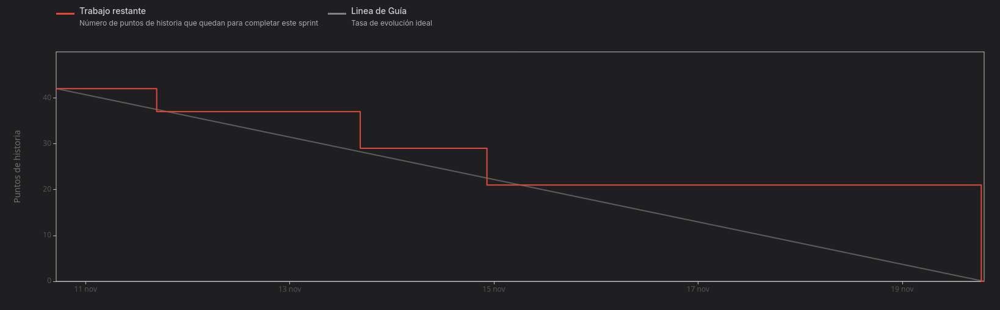 Trabajo restante
Número de puntos de historia que quedan para completar este sprint
Linea de Guía
Tasa de evolución ideal
Puntos de historia
40
30
20
10
0
11 nov
13 nov
15 nov
17 nov
19 nov